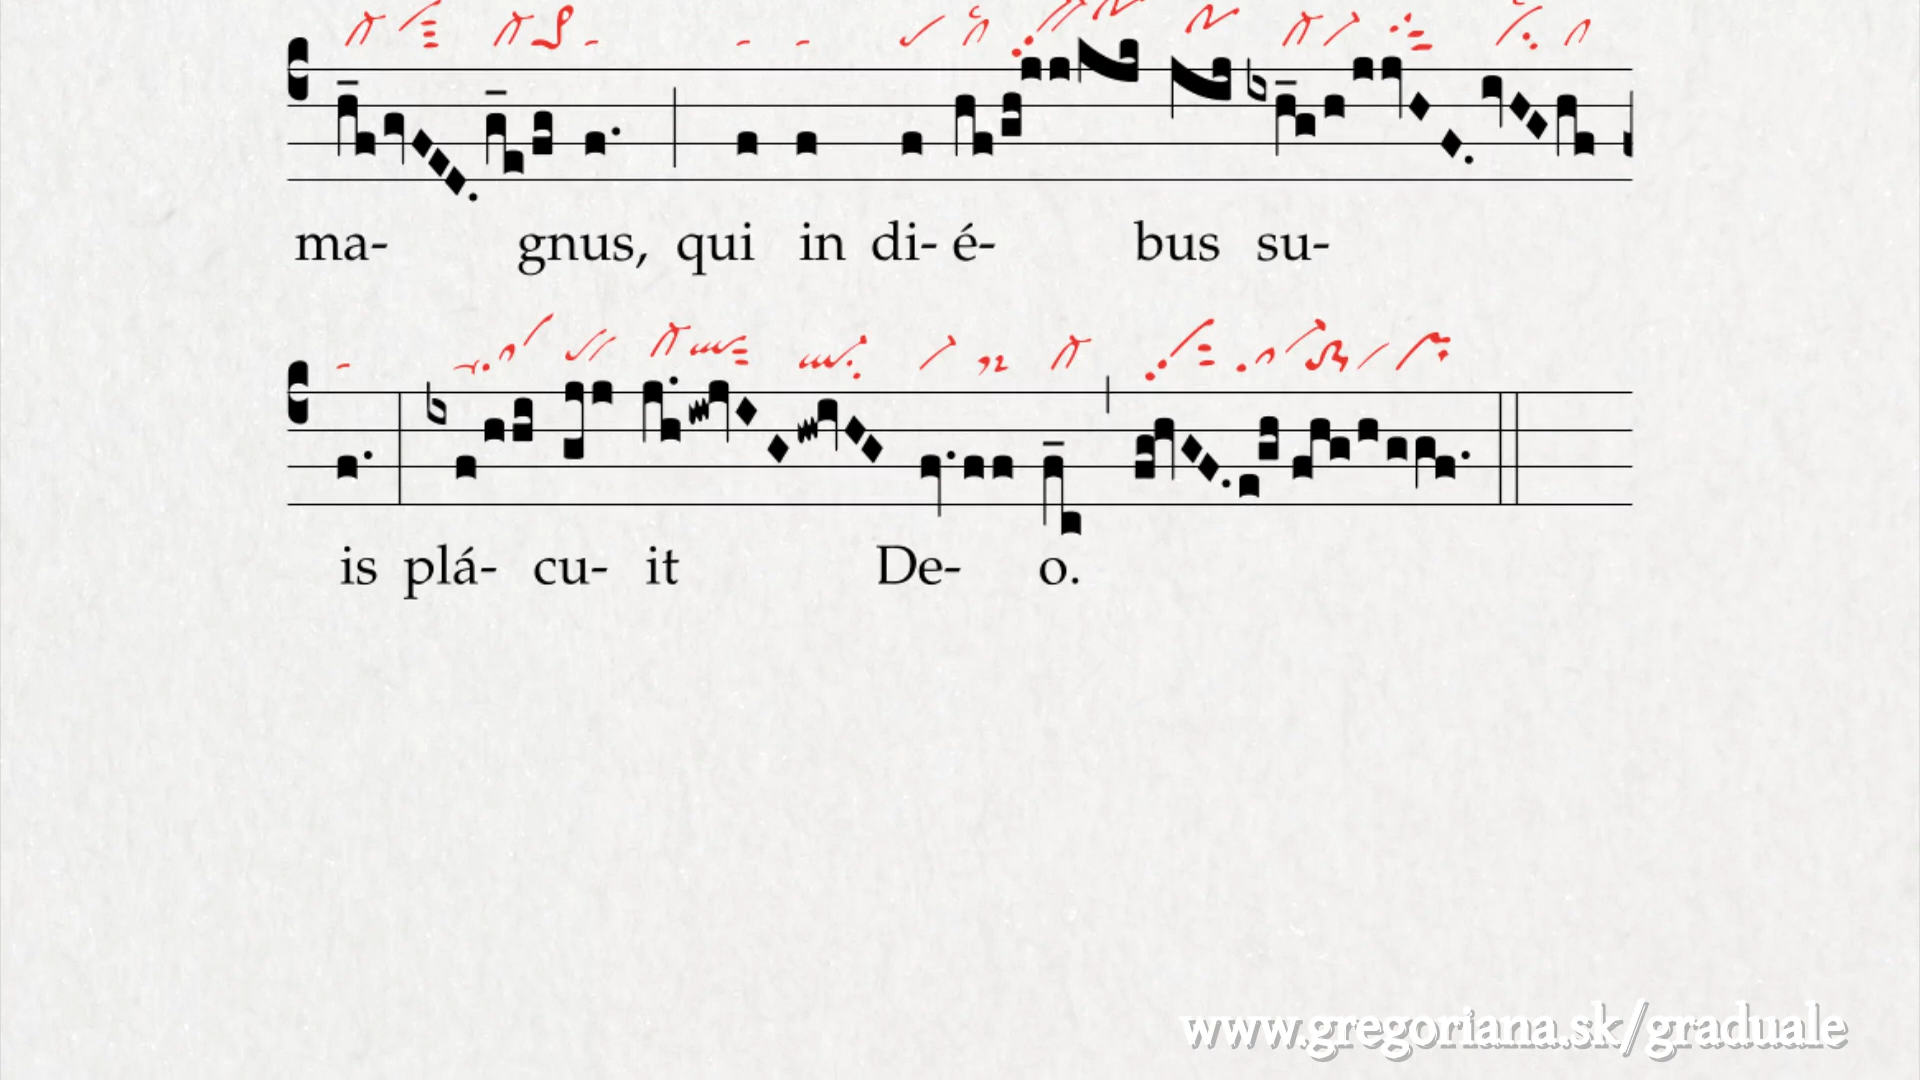 ma- gnus, qui in di- é- bus su-
is plá- cu- it De- o.
www.gregoriana.sk/graduale